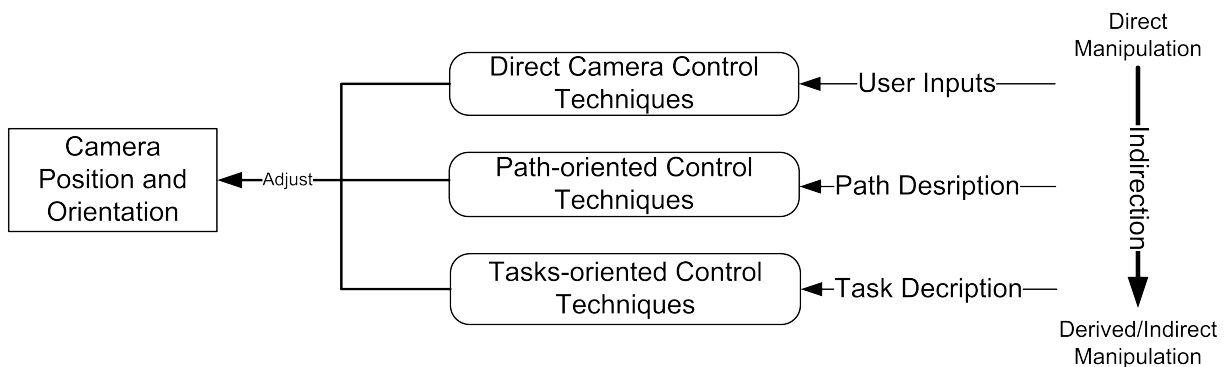 Direct
Manipulation
Direct Camera Control
Techniques
User Inputs
Camera
Position and
Orientation
Adjust
Path-oriented Control
Techniques
Path Desription
Indirection
Tasks-oriented Control
Techniques
Task Decription
Derived/Indirect
Manipulation